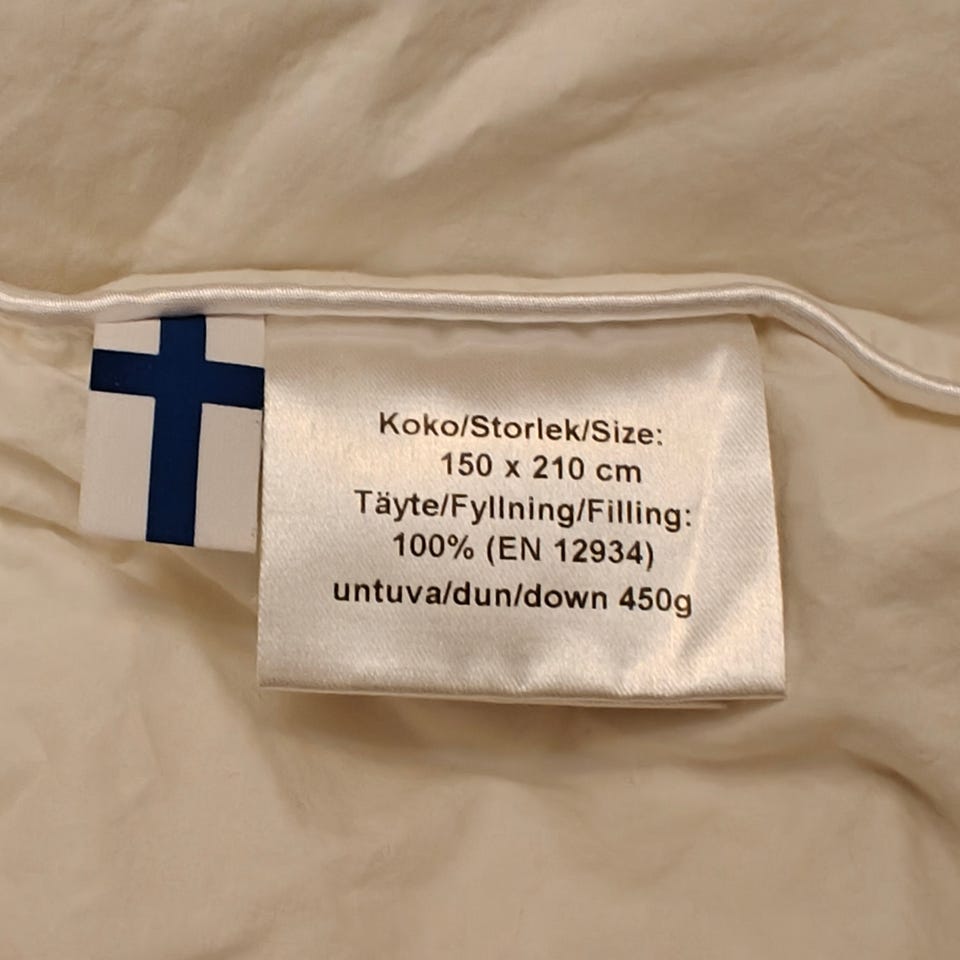 Koko/Storlek/Size:
150 x 210 cm
Täyte/Fyllning/Filling:
100% (EN 12934)
untuva/dun/down 450g